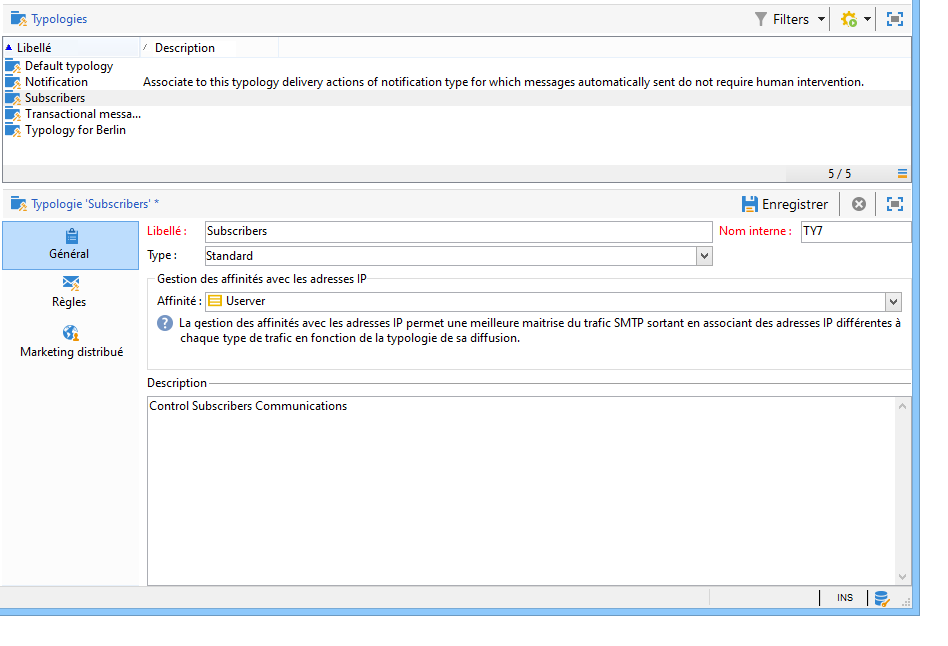 Typologies
Filters
Libellé
Description
Default typology
Notification Associate to this typology delivery actions of notification type for which messages automatically sent do not require human intervention.
Subscribers
Transactional messa...
Typology for Berlin
5 / 5
Typologie 'Subscribers' *
Enregistrer
Général
Règles
Marketing distribué
Libellé : Subscribers
Nom interne : TY7
Type : Standard
Gestion des affinités avec les adresses IP
Affinité : Userver
La gestion des affinités avec les adresses IP permet une meilleure maitrise du trafic SMTP sortant en associant des adresses IP différentes à
chaque type de trafic en fonction de la typologie de sa diffusion.
Description
Control Subscribers Communications
INS